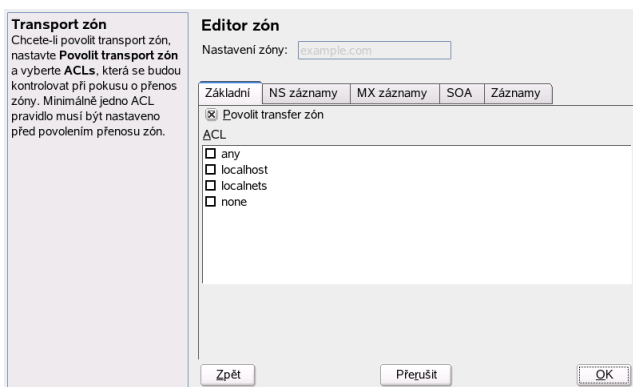 Transport zón
Chcete-li povolit transport zón,
nastavte Povolit transport zón
a vyberte ACLs, která se budou
kontrolovat při pokusu o přenos
zóny. Minimálně jedno ACL
pravidlo musí být nastaveno
před povolením přenosu zón.
Editor zón
Nastavení zóny: example.com
Základní NS záznamy MX záznamy SOA Záznamy
Povolit transfer zón
ACL
any
localhost
localnets
none
Zpět Přerušit OK